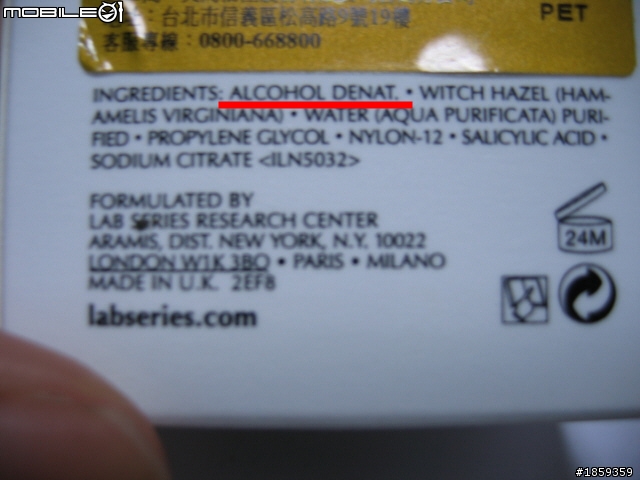 MOBILE01
：台北市信義區松高路9號19樓
客服專線：0800-668800
PET
INGREDIENTS: ALCOHOL DENAT. • WITCH HAZEL (HAM-
AMELIS VIRGINIANA) • WATER (AQUA PURIFICATA) PURI-
FIED • PROPYLENE GLYCOL • NYLON-12 • SALICYLIC ACID •
SODIUM CITRATE <ILN5032>
FORMULATED BY
LAB SERIES RESEARCH CENTER
ARAMIS, DIST. NEW YORK, N.Y. 10022
LONDON W1K 3BQ • PARIS • MILANO
MADE IN U.K. 2EF8
labseries.com
24M
#1859359